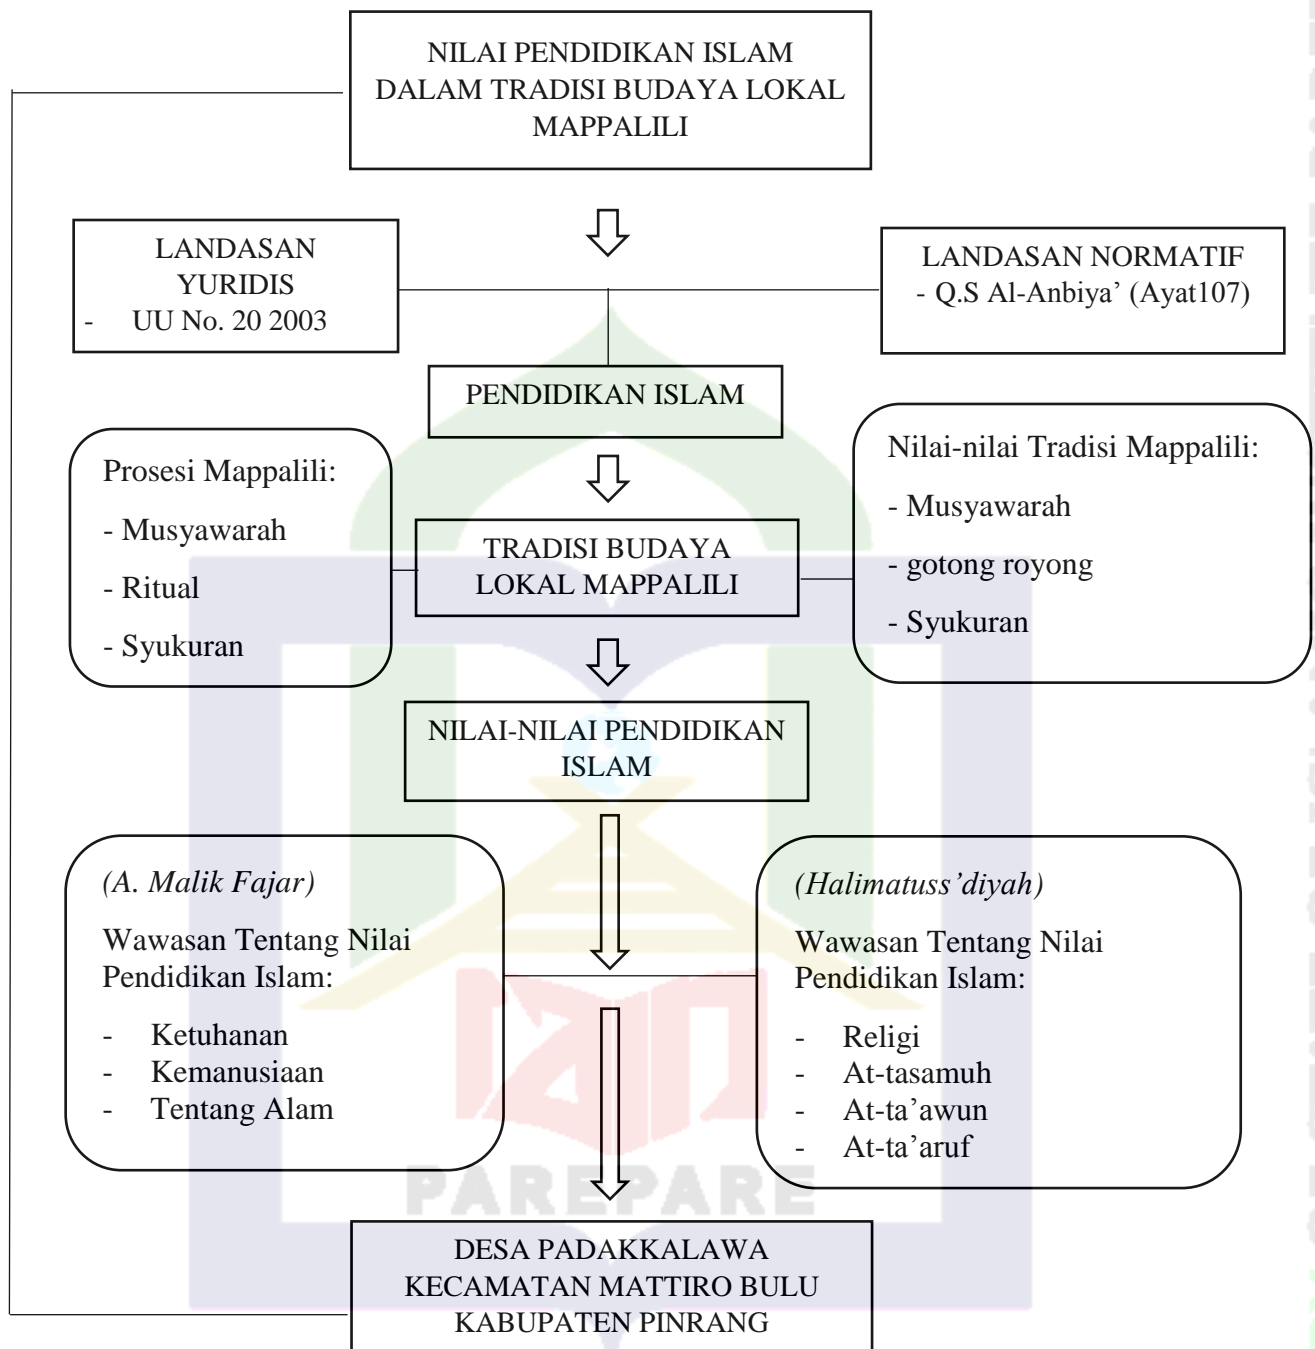 NILAI PENDIDIKAN ISLAM
DALAM TRADISI BUDAYA LOKAL
MAPPALILI
LANDASAN
YURIDIS
- UU No. 20 2003
LANDASAN NORMATIF
- Q.S Al-Anbiya’ (Ayat107)
PENDIDIKAN ISLAM
Prosesi Mappalili:
- Musyawarah
- Ritual
- Syukuran
TRADISI BUDAYA
LOKAL MAPPALILI
Nilai-nilai Tradisi Mappalili:
- Musyawarah
- gotong royong
- Syukuran
NILAI-NILAI PENDIDIKAN
ISLAM
(A. Malik Fajar)
Wawasan Tentang Nilai
Pendidikan Islam:
- Ketuhanan
- Kemanusiaan
- Tentang Alam
(Halimatuss’diyah)
Wawasan Tentang Nilai
Pendidikan Islam:
- Religi
- At-tasamuh
- At-ta’awun
- At-ta’aruf
iain
PAREPARE
DESA PADAKKALAWA
KECAMATAN MATTIRO BULU
KABUPATEN PINRANG